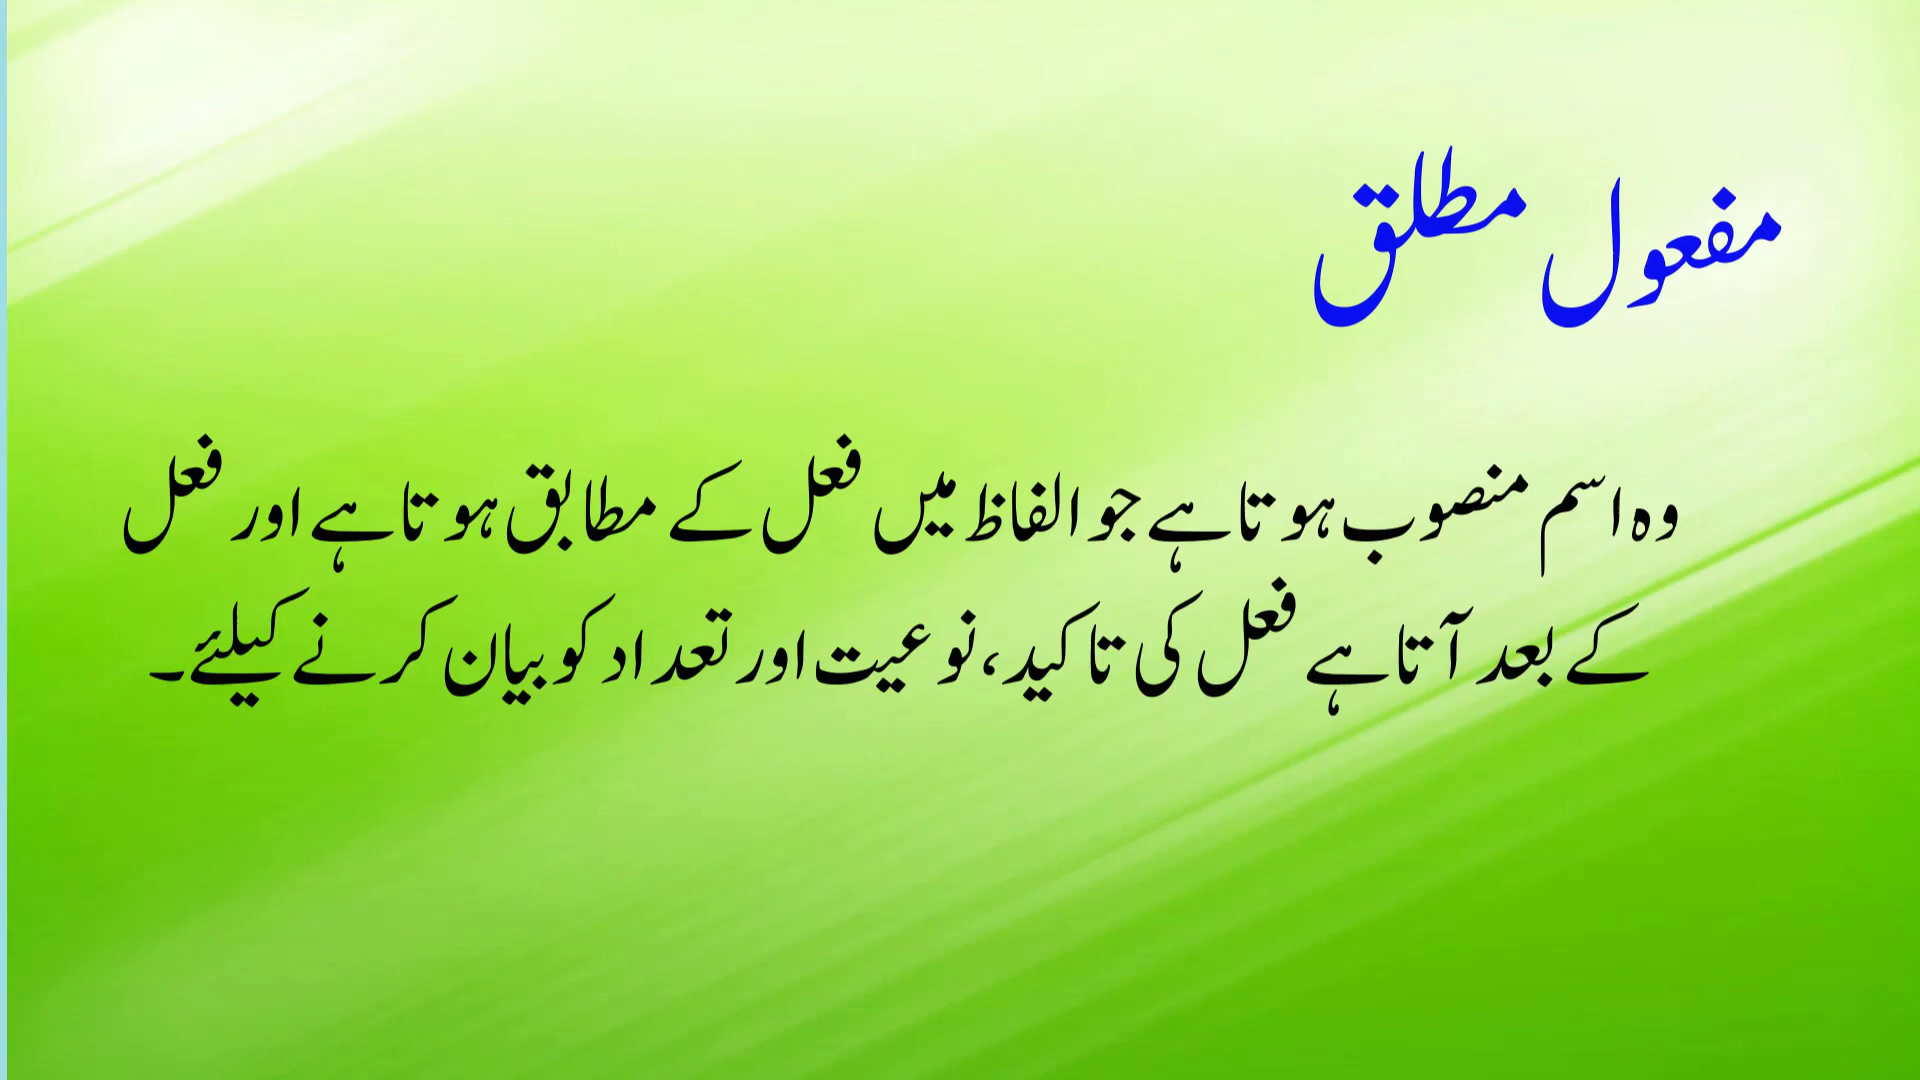 مفعول مطلق
وہ اسم منصوب ہوتا ہے جو الفاظ میں فعل کے مطابق ہوتا ہے اور فعل
کے بعد آتا ہے فعل کی تاکید، نوعیت اور تعداد کو بیان کرنے کیلئے۔